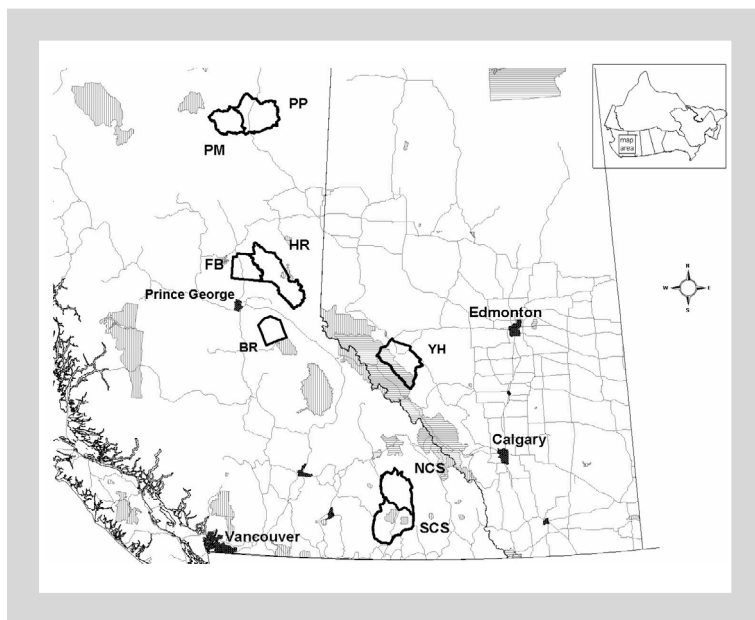 PP
PM
map
area
HR
FB
N
W E
S
Prince George
Edmonton
BR
YH
Calgary
NCS
SCS
Vancouver